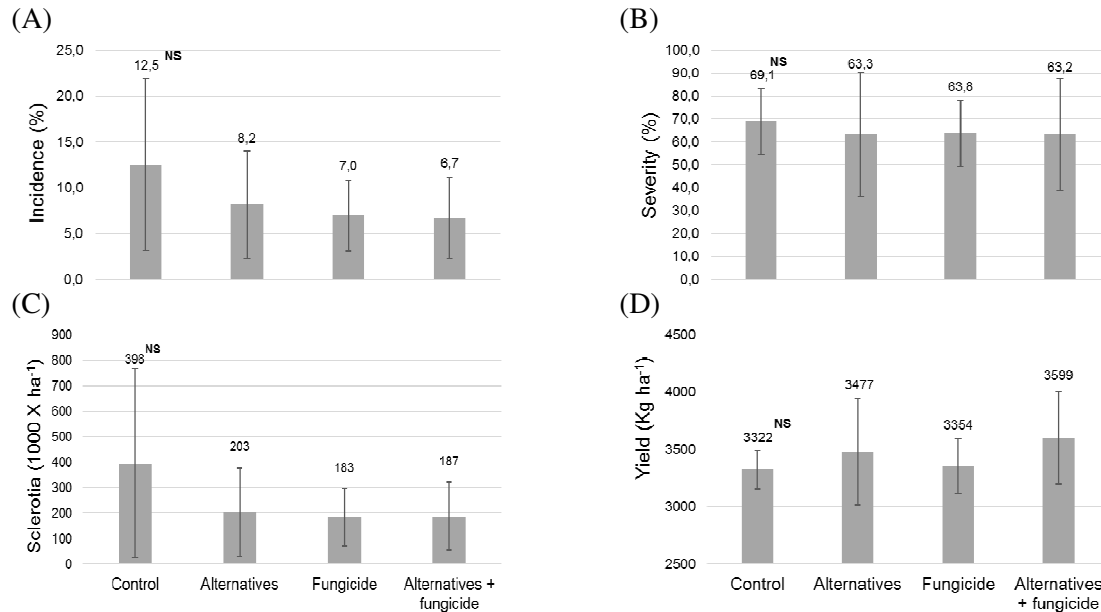 (A)
Incidence (%)
25,0
20,0
15,0
10,0
5,0
0,0
12,5 NS
8,2
7,0
6,7
(B)
Severity (%)
100,0
90,0
80,0
70,0
60,0
50,0
40,0
30,0
20,0
10,0
0,0
NS
69,1
63,3
63,8
63,2
(C)
Sclerotia (1000 X ha⁻¹)
900
800
700
600
500
400
300
200
100
0
398 NS
203
183
187
Control
Alternatives
Fungicide
Alternatives +
fungicide
(D)
Yield (Kg ha⁻¹)
4500
4000
3500
3000
2500
NS
3322
3477
3354
3599
Control
Alternatives
Fungicide
Alternatives
+ fungicide